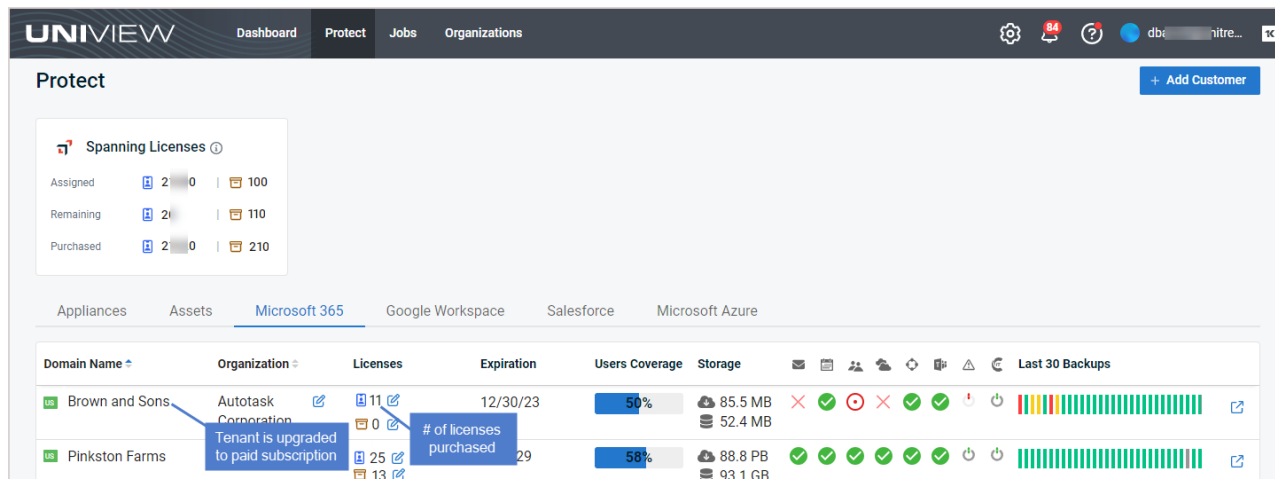 UNIVIEW Dashboard Protect Jobs Organizations 84
Protect
+ Add Customer
Spanning Licenses
Assigned 100
Remaining 110
Purchased 210
Appliances Assets Microsoft 365 Google Workspace Salesforce Microsoft Azure
Domain Name Organization Licenses Expiration Users Coverage Storage Last 30 Backups
US Brown and Sons Autotask 11 12/30/23 50% 85.5 MB
Corporation 0 52.4 MB
Tenant is upgraded
to paid subscription
# of licenses
purchased
US Pinkston Farms 25 29 58% 88.8 PB
13 93.1 GB